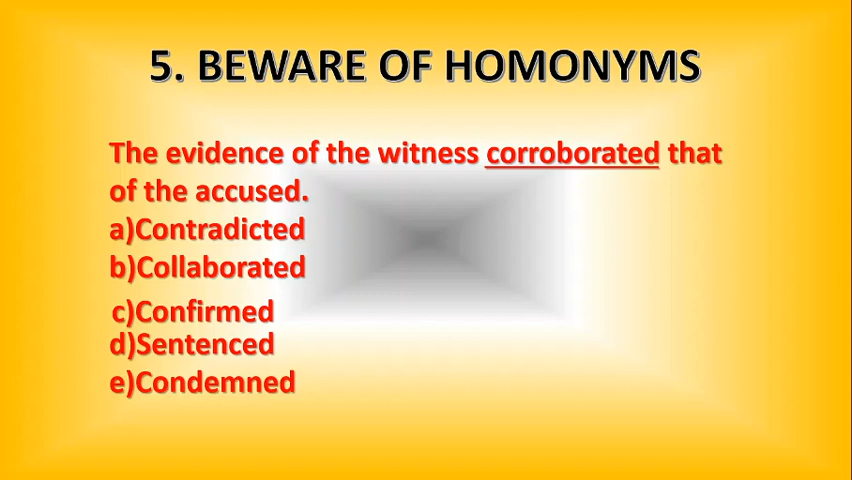 5. BEWARE OF HOMONYMS
The evidence of the witness corroborated that
of the accused.
a)Contradicted
b)Collaborated
c)Confirmed
d)Sentenced
e)Condemned